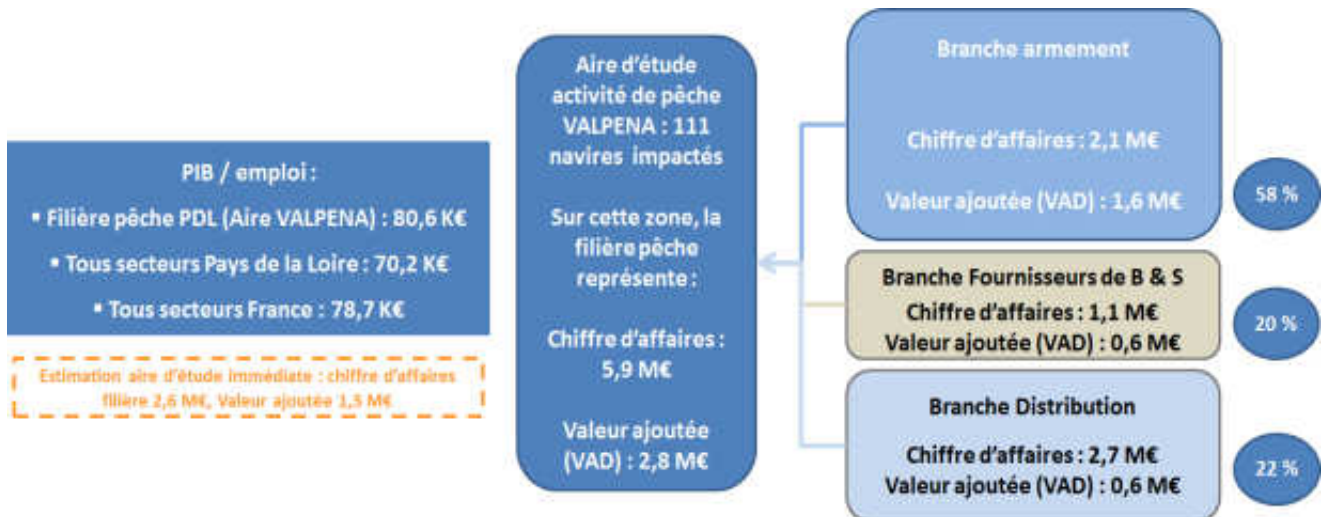 PIB / emploi :
▪ Filière pêche PDL (Aire VALPENA) : 80,6 K€
▪ Tous secteurs Pays de la Loire : 70,2 K€
▪ Tous secteurs France : 78,7 K€
Estimation aire d'étude immédiate : chiffre d'affaires
filière 2,6 M€, Valeur ajoutée 1,5 M€
Aire d'étude
activité de pêche
VALPENA : 111
navires impactés
Sur cette zone, la
filière pêche
représente :
Chiffre d'affaires :
5,9 M€
Valeur ajoutée
(VAD) : 2,8 M€
Branche armement
Chiffre d'affaires : 2,1 M€
Valeur ajoutée (VAD) : 1,6 M€
58 %
Branche Fournisseurs de B & S
Chiffre d'affaires : 1,1 M€
Valeur ajoutée (VAD) : 0,6 M€
20 %
Branche Distribution
Chiffre d'affaires : 2,7 M€
Valeur ajoutée (VAD) : 0,6 M€
22 %